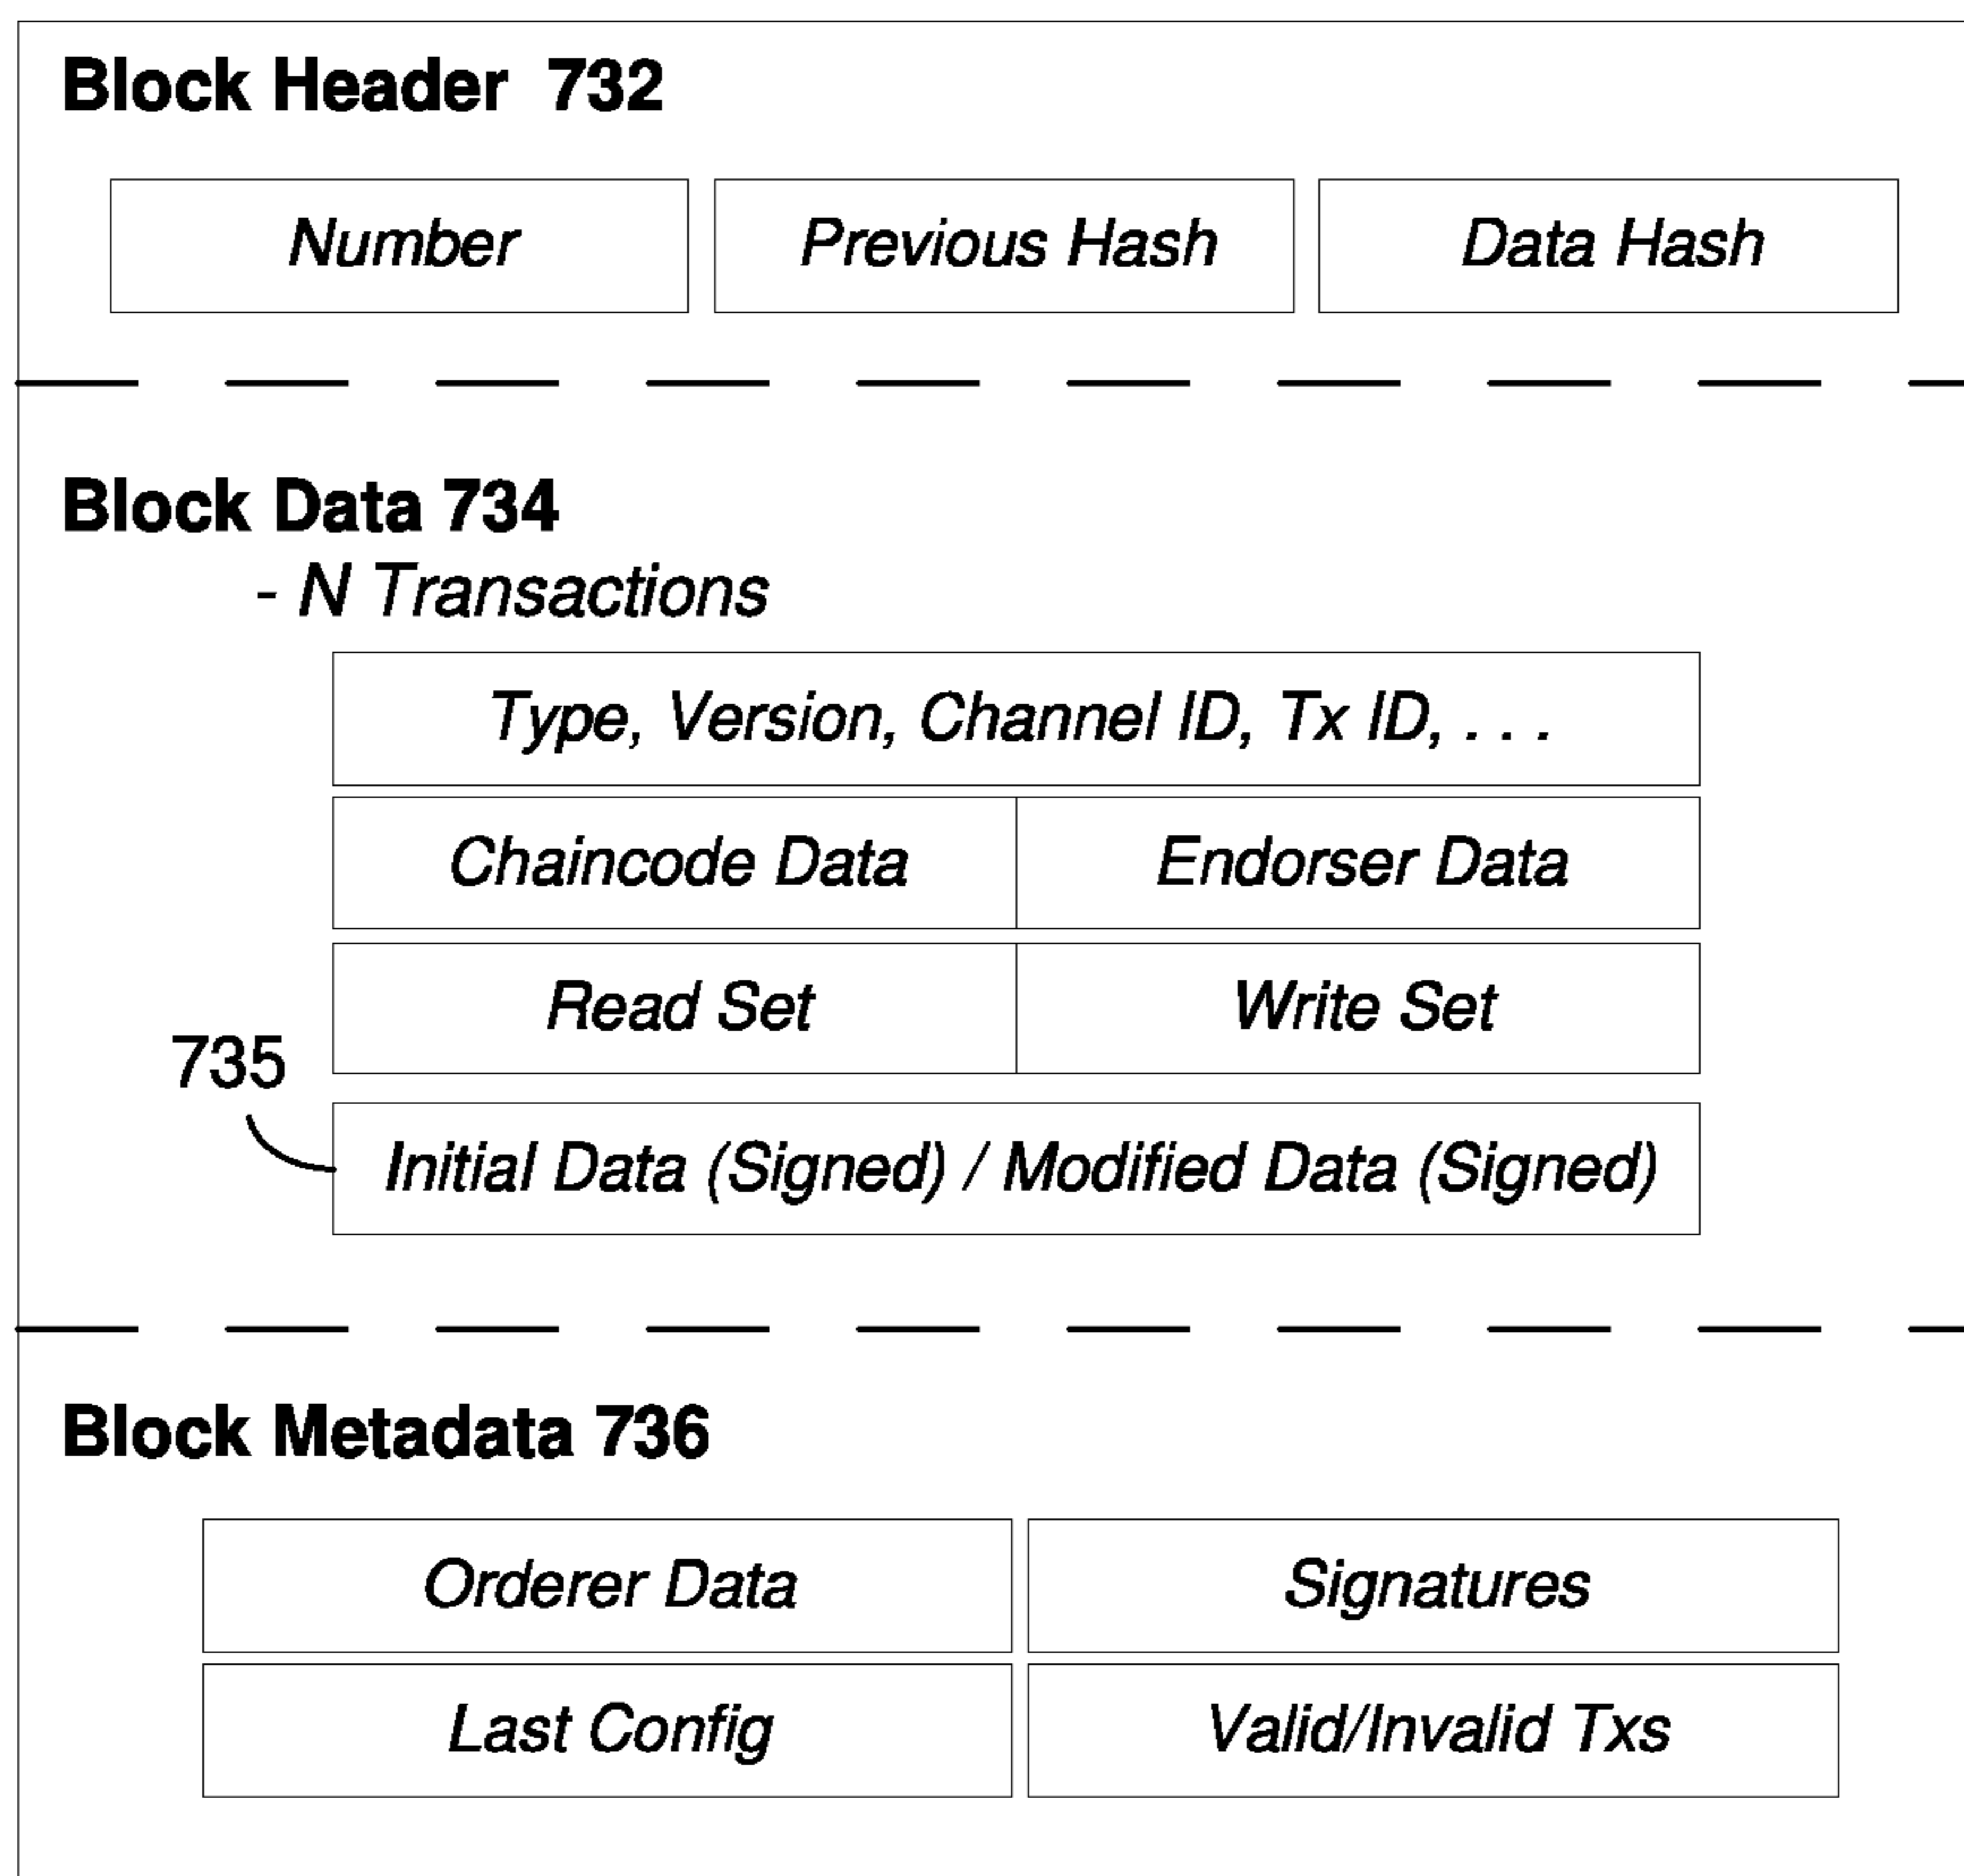 Block Header 732
Number Previous Hash Data Hash
Block Data 734
- N Transactions
Type, Version, Channel ID, Tx ID, . . .
Chaincode Data Endorser Data
Read Set Write Set
735
Initial Data (Signed) / Modified Data (Signed)
Block Metadata 736
Orderer Data Signatures
Last Config Valid/Invalid Txs